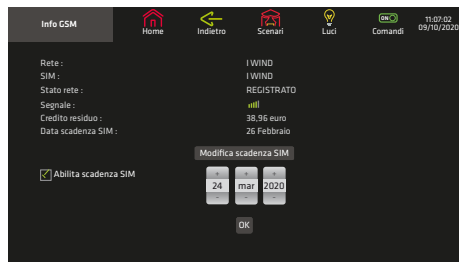 Info GSM
Home
Indietro
Scenari
Luci
ON
Comandi
11:07:02
09/10/2020
Rete :
I WIND
SIM :
I WIND
Stato rete :
REGISTRATO
Segnale :
Credito residuo :
38,96 euro
Data scadenza SIM :
26 Febbraio
Modifica scadenza SIM
Abilita scadenza SIM
+ + +
24 mar 2020
- - -
OK